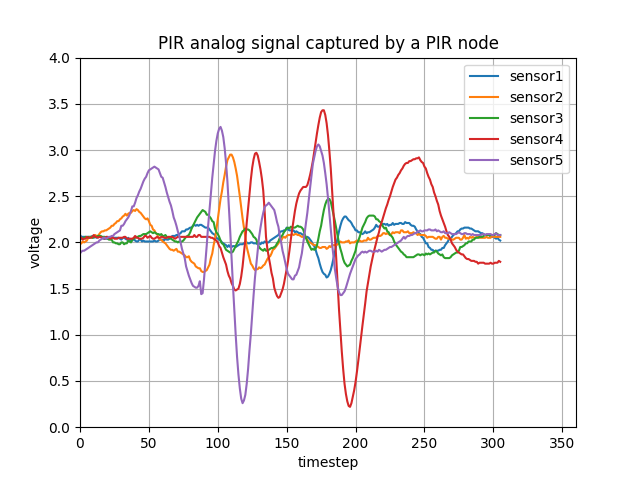 PIR analog signal captured by a PIR node
4.0
3.5
3.0
2.5
2.0
1.5
1.0
0.5
0.0
voltage
sensor1
sensor2
sensor3
sensor4
sensor5
0 50 100 150 200 250 300 350
timestep